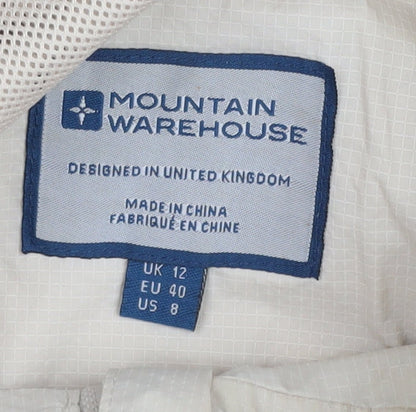 MOUNTAIN
WAREHOUSE
DESIGNED IN UNITED KINGDOM
MADE IN CHINA
FABRIQUÉ EN CHINE
UK 12
EU 40
US 8